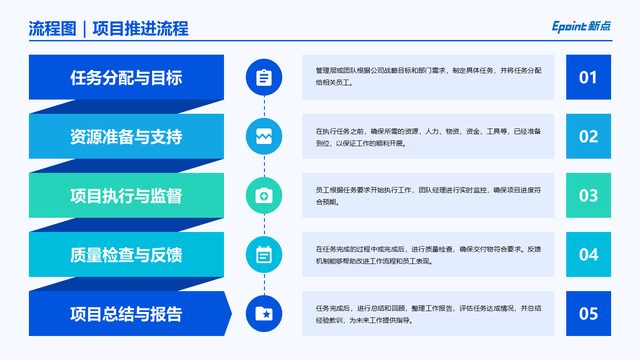 流程图｜项目推进流程
Epoint新点
任务分配与目标
管理层或团队根据公司战略目标和部门需求，制定具体任务，并将任务分配
给相关员工。
01
资源准备与支持
在执行任务之前，确保所需的资源，人力、物资、资金、工具等，已经准备
到位，以保证工作的顺利开展。
02
项目执行与监督
员工根据任务要求开始执行工作，团队经理进行实时监控，确保项目进度符
合预期。
03
质量检查与反馈
在任务完成的过程中或完成后，进行质量检查，确保交付物符合要求。反馈
机制能够帮助改进工作流程和员工表现。
04
项目总结与报告
任务完成后，进行总结和回顾，整理工作报告，评估任务达成情况，并总结
经验教训，为未来工作提供指导。
05